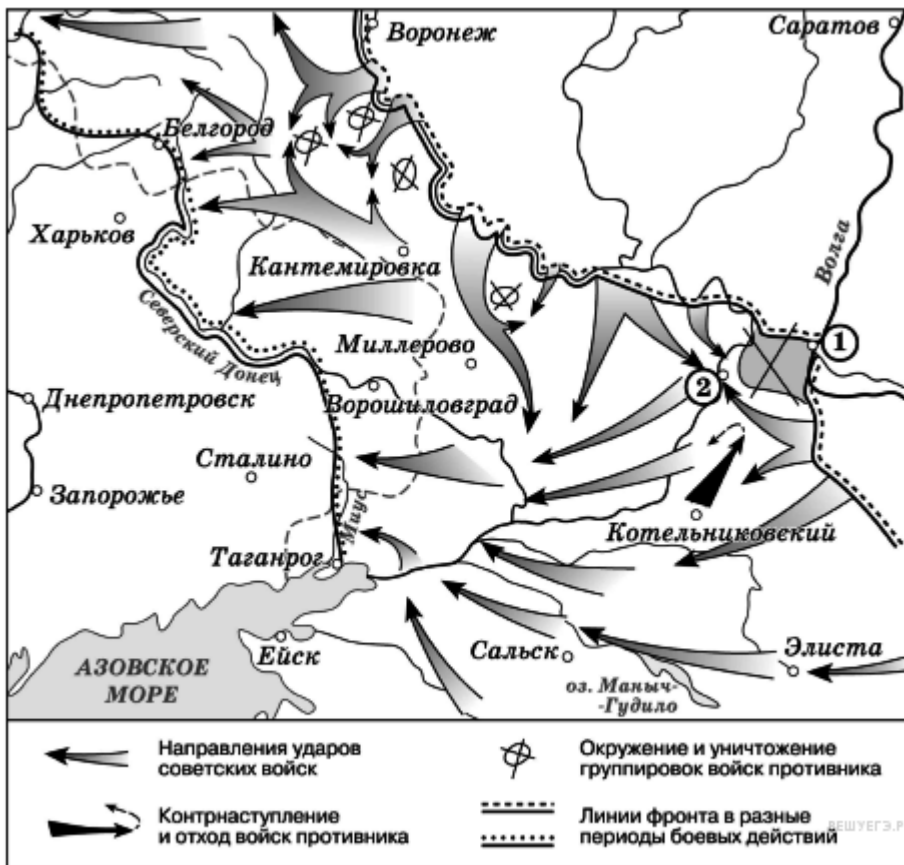 Воронеж
Саратов
Белгород
Харьков
Волга
Кантемировка
1
Северский Донец
Миллерово
2
Днепропетровск
Ворошиловград
Сталино
Запорожье
Миус
Котельниковский
Таганрог
Ейск
Сальск
Элиста
АЗОВСКОЕ
МОРЕ
оз. Маныч-
-Гудило
Направления ударов
советских войск
Окружение и уничтожение
группировок войск противника
Контрнаступление
и отход войск противника
Линии фронта в разные
периоды боевых действий